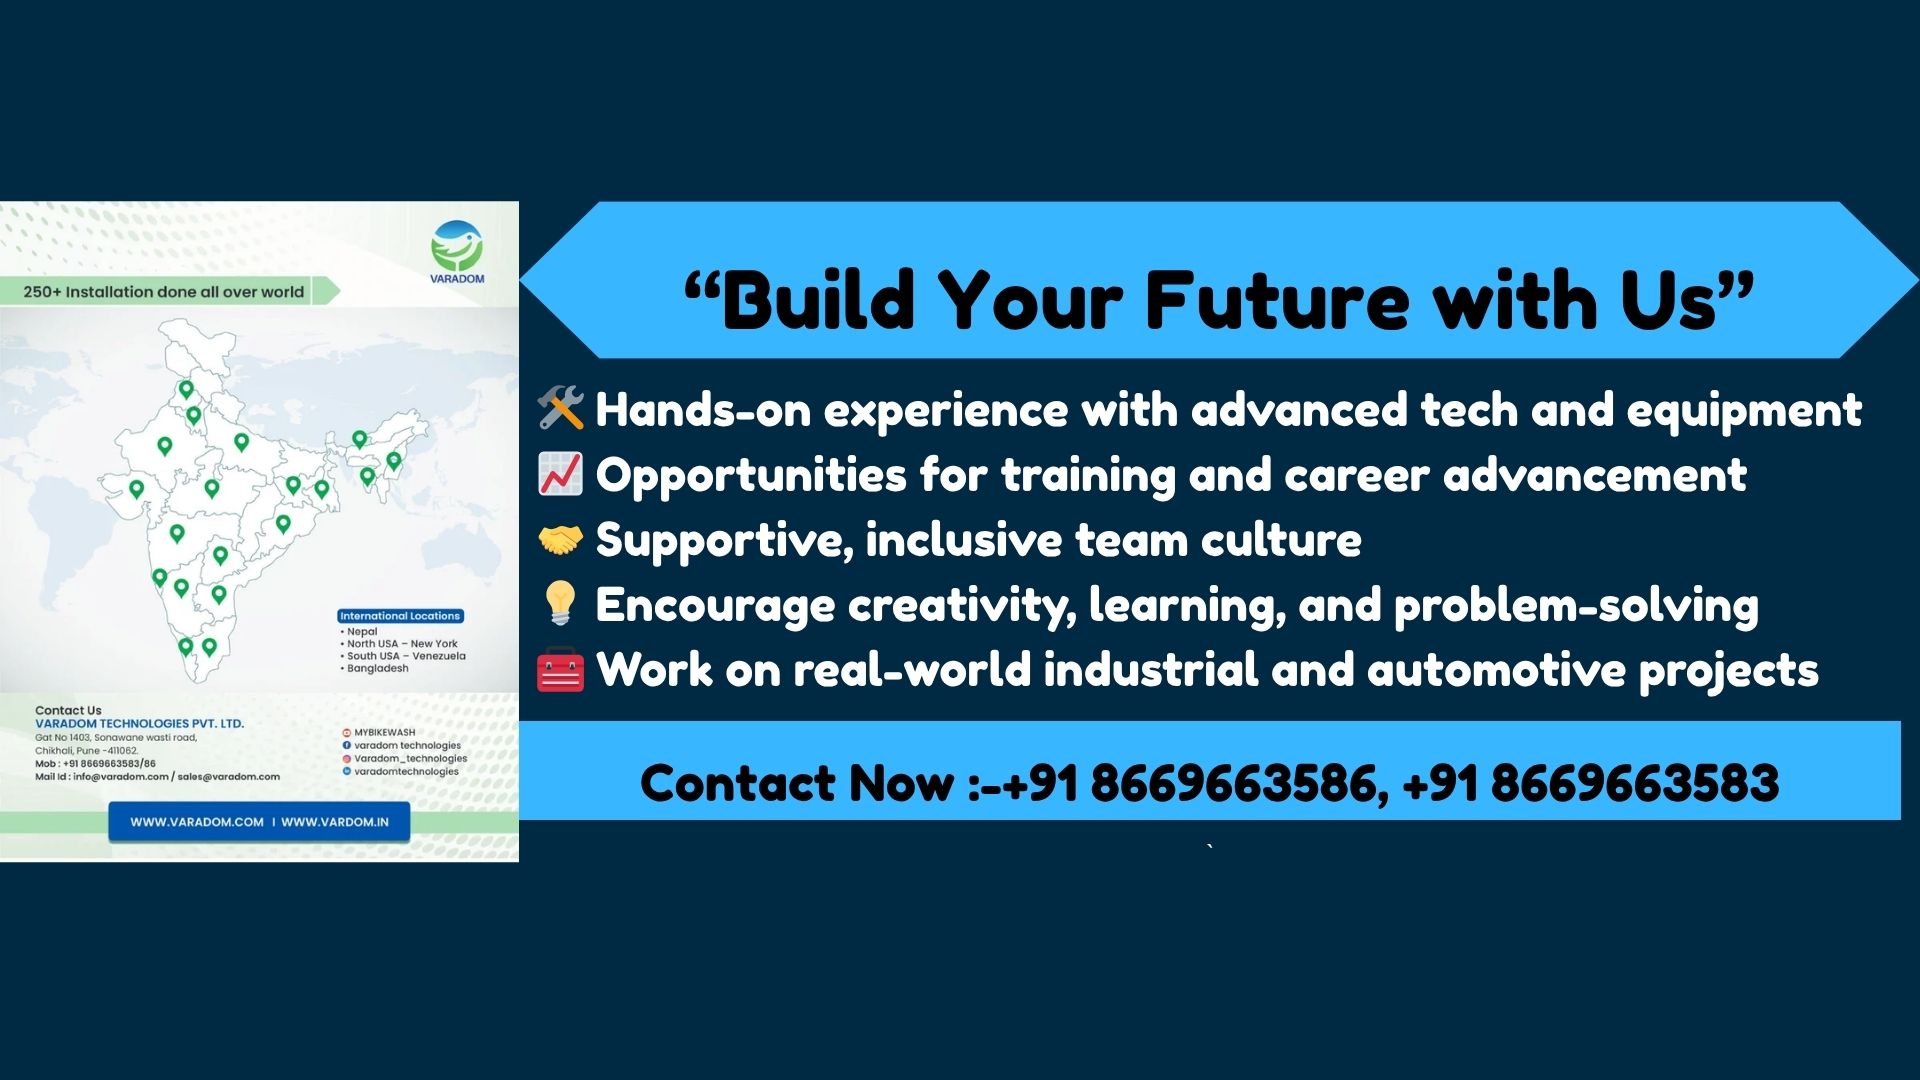 VARADOM
250+ Installation done all over world
International Locations
• Nepal
• North USA – New York
• South USA – Venezuela
• Bangladesh
Contact Us
VARADOM TECHNOLOGIES PVT. LTD.
Gat No 1403, Sonawane wasti road,
Chikhali, Pune -411062.
Mob : +91 8669663583/86
Mail Id : info@varadom.com / sales@varadom.com
MYBIKEWASH
varadom technologies
Varadom_technologies
varadomtechnologies
WWW.VARADOM.COM I WWW.VARDOM.IN
“Build Your Future with Us”
🛠️ Hands-on experience with advanced tech and equipment
📈 Opportunities for training and career advancement
🤝 Supportive, inclusive team culture
💡 Encourage creativity, learning, and problem-solving
🧰 Work on real-world industrial and automotive projects
Contact Now :-+91 8669663586, +91 8669663583
`